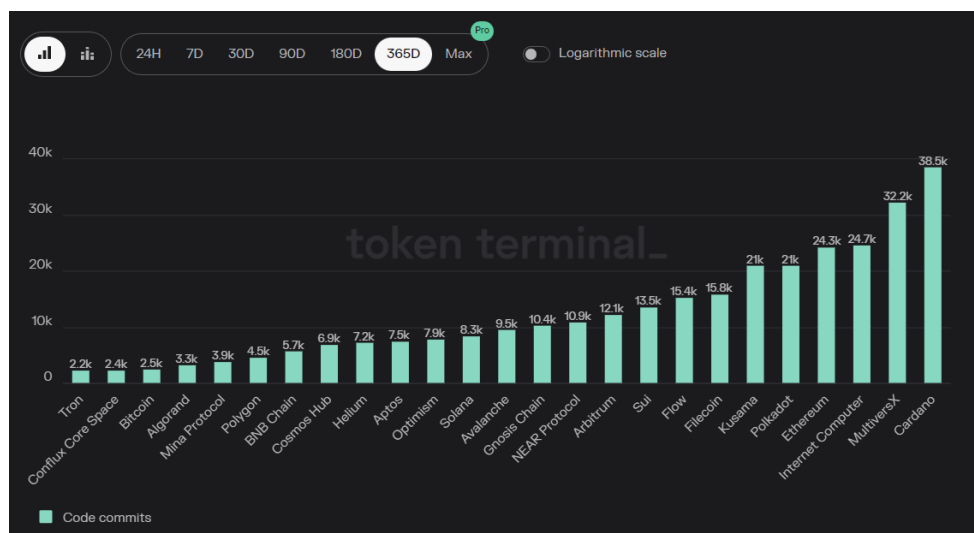 Pro
24H 7D 30D 90D 180D 365D Max Logarithmic scale
40k
30k
20k
10k
0
token terminal_
2.2k 2.4k 2.5k 3.3k 3.9k 4.5k 5.7k 6.9k 7.2k 7.5k 7.9k 8.3k 9.5k 10.4k 10.9k 12.1k 13.5k 15.4k 15.8k 21k 21k 24.3k 24.7k 32.2k 38.5k
Tron
Conflux Core Space
Bitcoin
Algorand
Mina Protocol
Polygon
BNB Chain
Cosmos Hub
Helium
Aptos
Optimism
Solana
Avalanche
Gnosis Chain
NEAR Protocol
Arbitrum
Sui
Flow
Filecoin
Kusama
Polkadot
Ethereum
Internet Computer
MultiversX
Cardano
Code commits